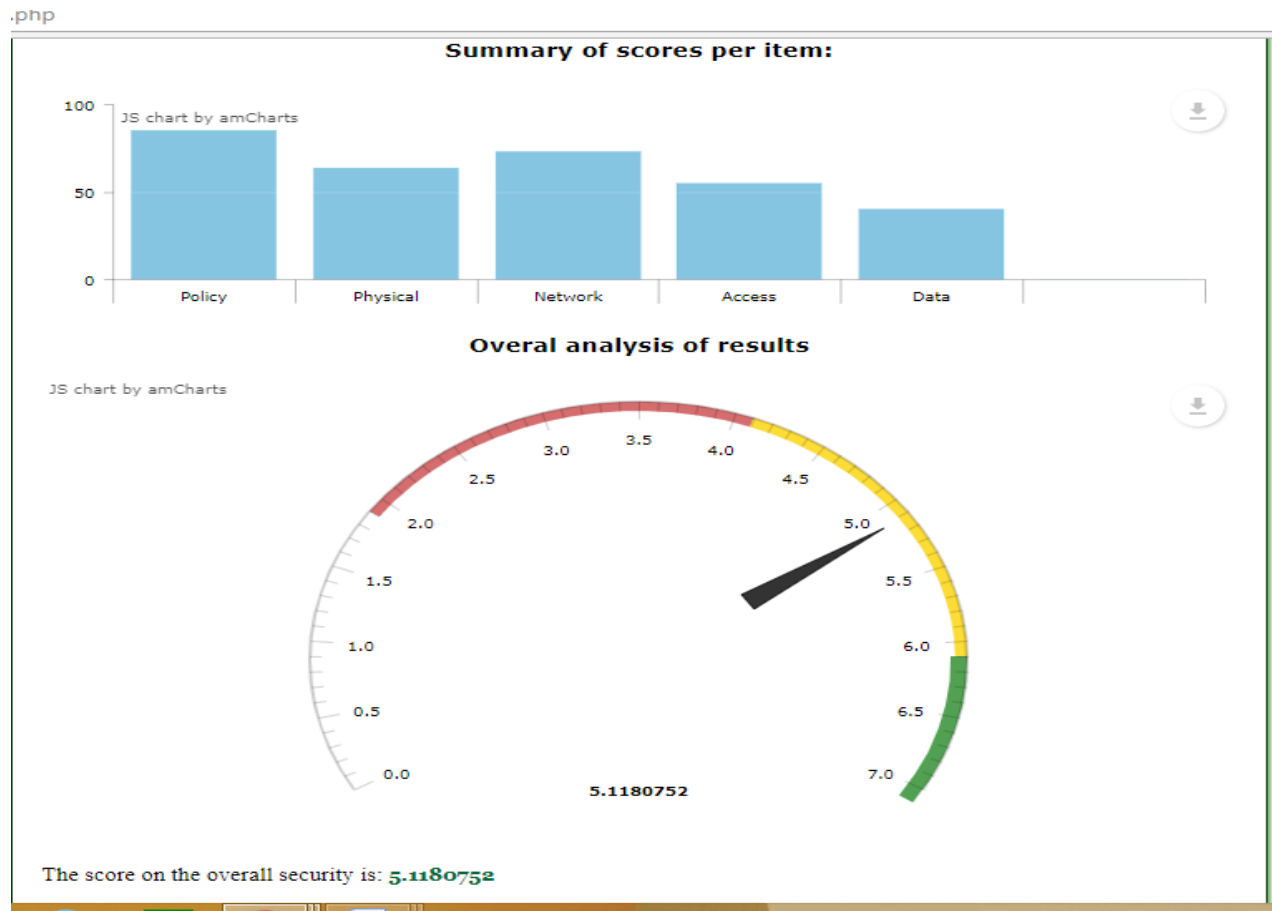 .php
Summary of scores per item:
100
JS chart by amCharts
50
0
Policy Physical Network Access Data
Overal analysis of results
JS chart by amCharts
3.5
3.0 4.0
2.5 4.5
2.0 5.0
1.5 5.5
1.0 6.0
0.5 6.5
0.0 7.0
5.1180752
The score on the overall security is: 5.1180752